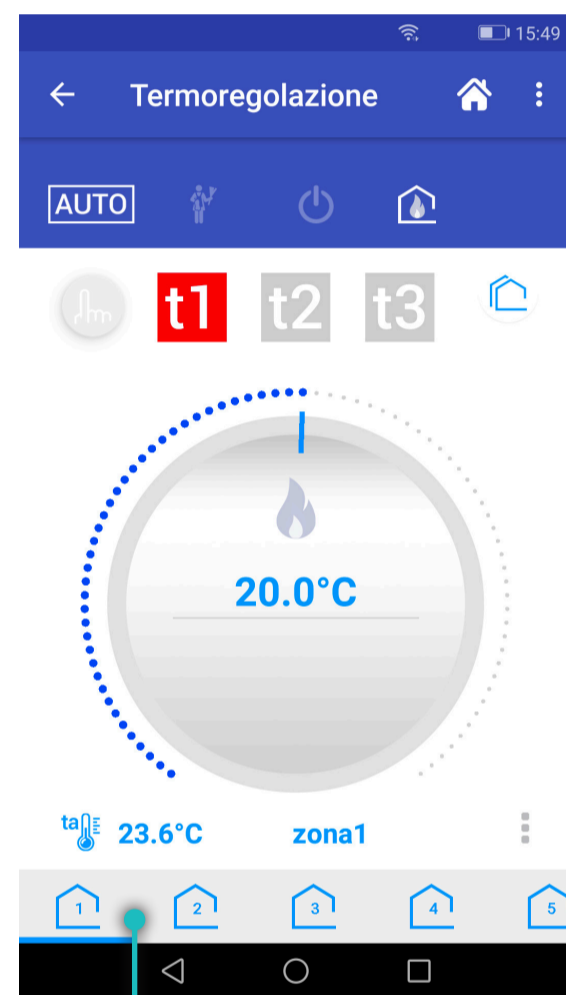 15:49
Termoregolazione
AUTO
t1 t2 t3
20.0°C
ta 23.6°C zona1
1 2 3 4 5